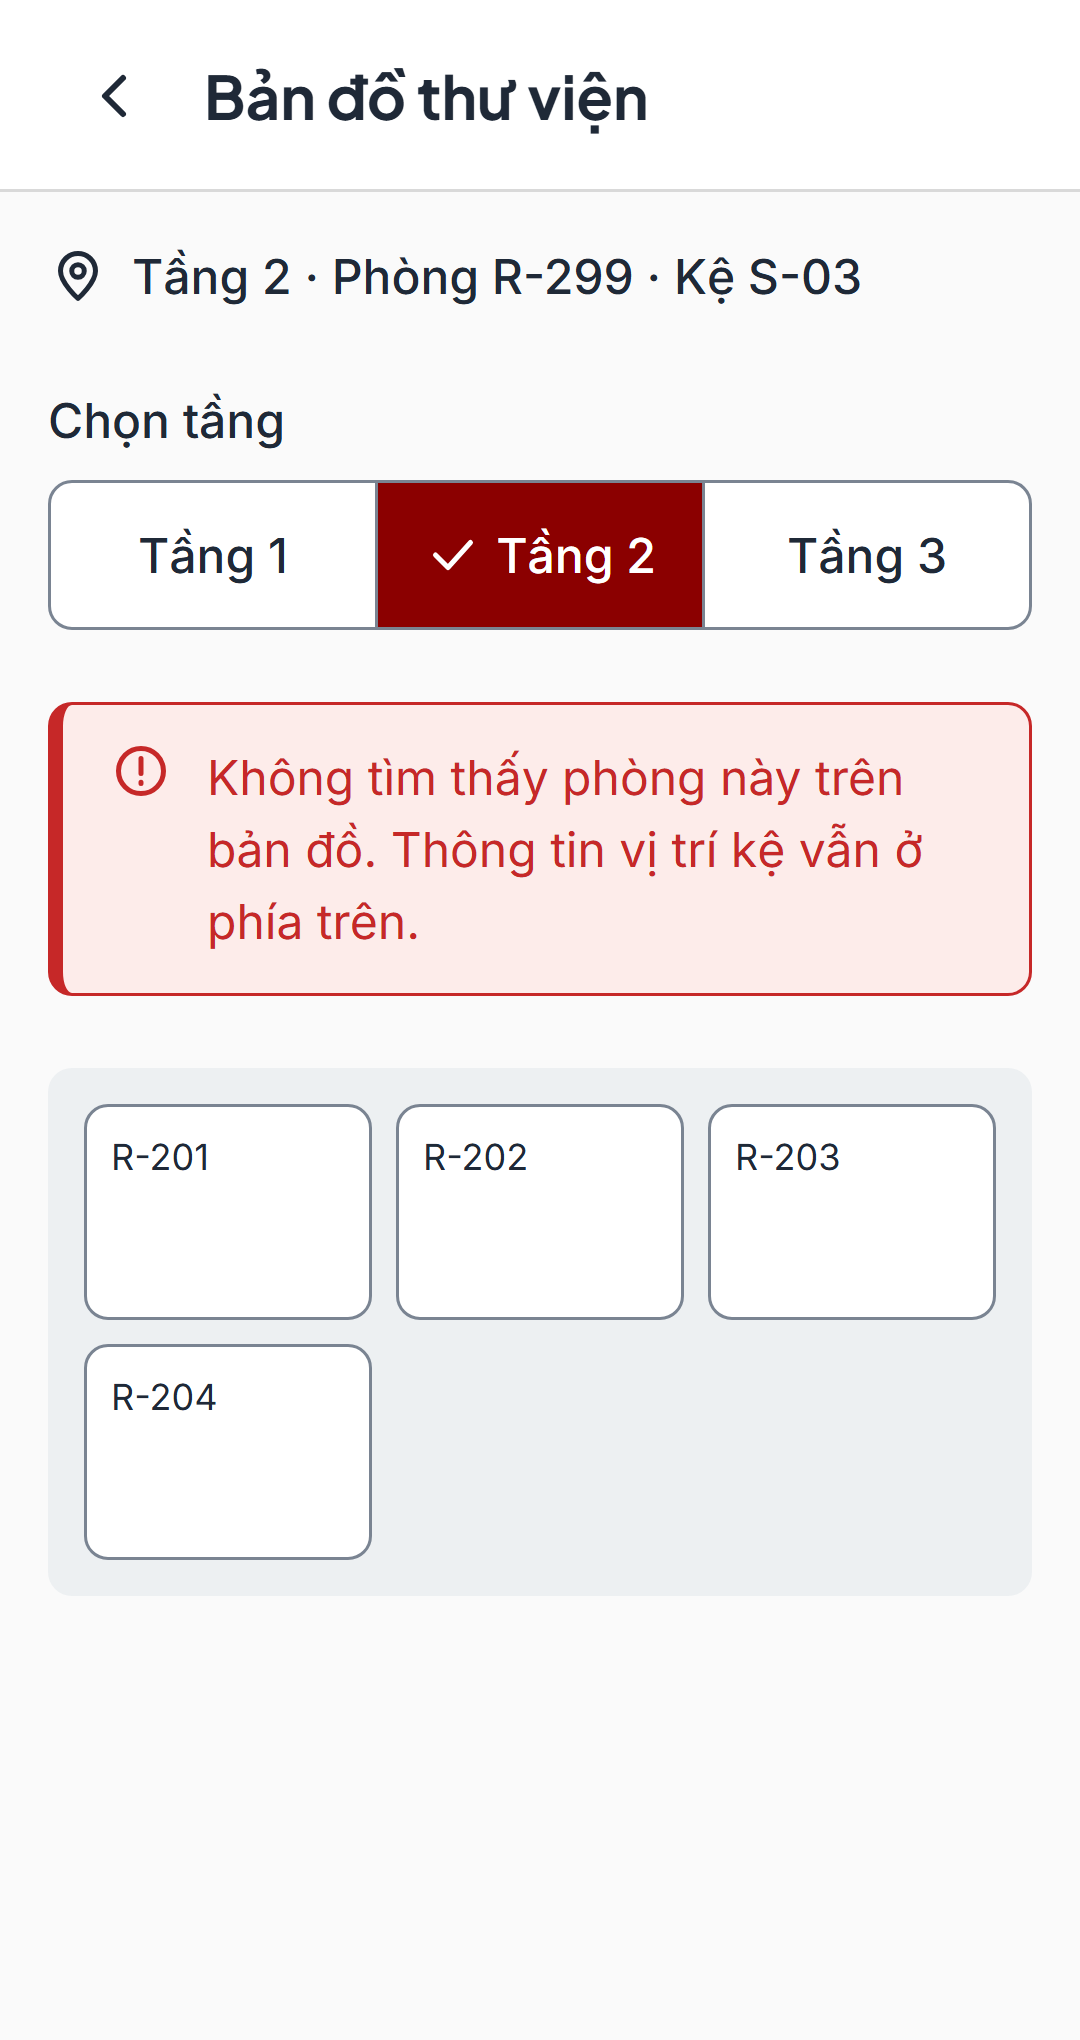 Bản đồ thư viện
Tầng 2 · Phòng R-299 · Kệ S-03
Chọn tầng
Tầng 1
Tầng 2
Tầng 3
Không tìm thấy phòng này trên
bản đồ. Thông tin vị trí kệ vẫn ở
phía trên.
R-201
R-202
R-203
R-204